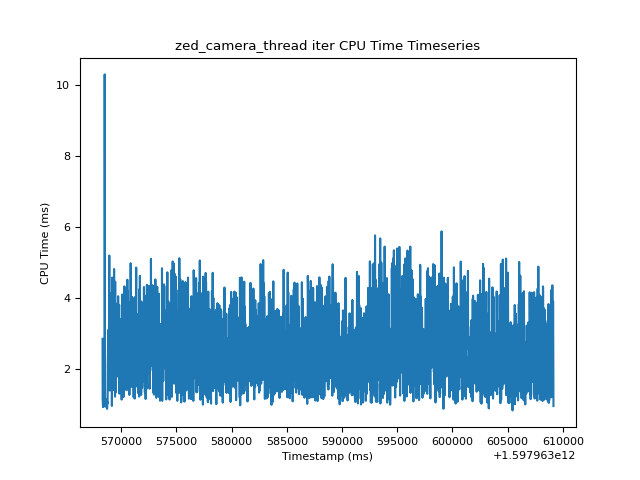 zed_camera_thread iter CPU Time Timeseries
10
8
6
4
2
CPU Time (ms)
570000 575000 580000 585000 590000 595000 600000 605000 610000
Timestamp (ms)
+1.597963e12